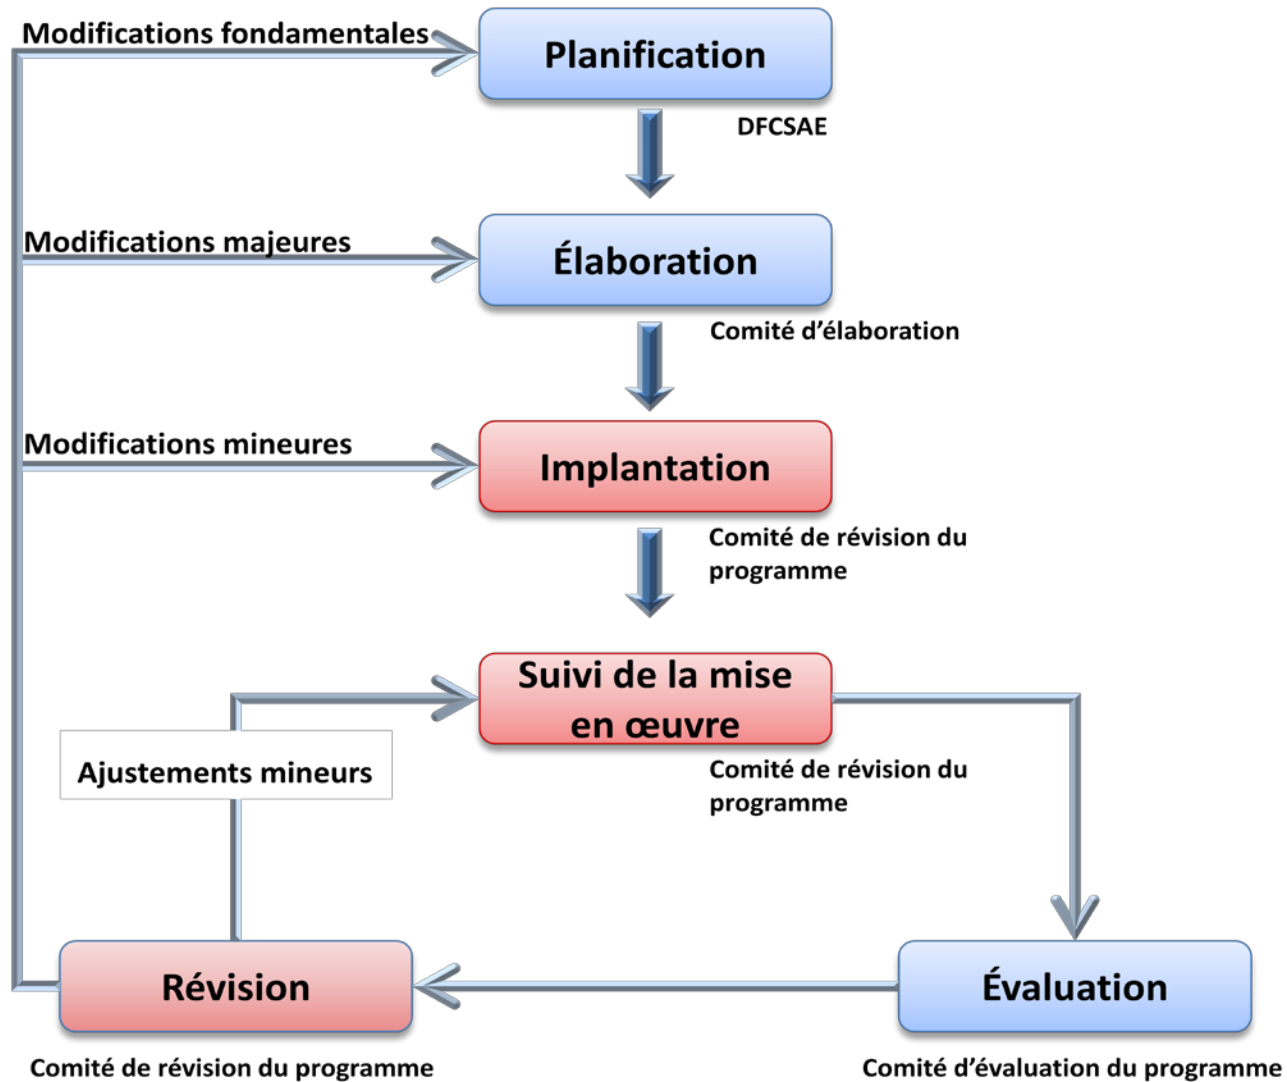 Modifications fondamentales
Planification
DFCSAE
Modifications majeures
Élaboration
Comité d’élaboration
Modifications mineures
Implantation
Comité de révision du
programme
Suivi de la mise
en œuvre
Ajustements mineurs
Comité de révision du
programme
Révision
Évaluation
Comité de révision du programme
Comité d’évaluation du programme